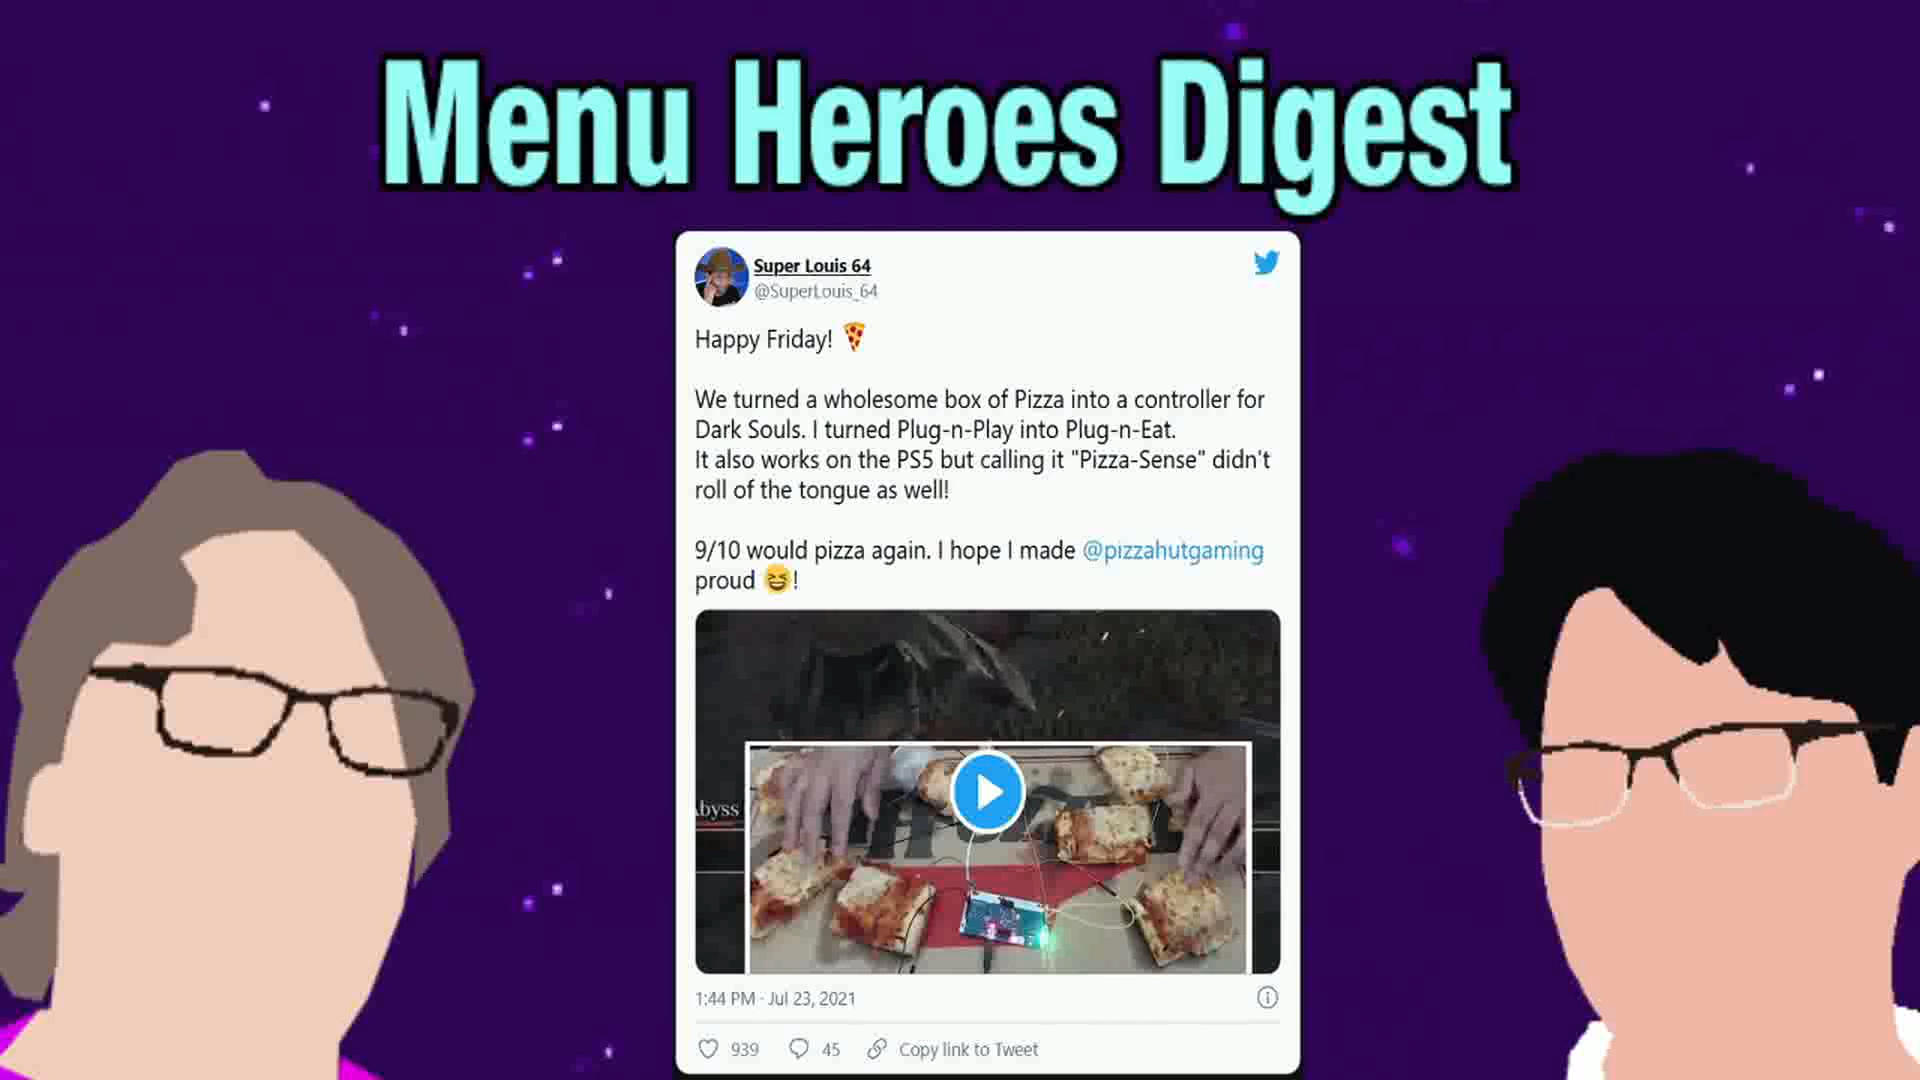 Menu Heroes Digest
Super Louis 64
@SuperLouis_64
Happy Friday! 🍕
We turned a wholesome box of Pizza into a controller for
Dark Souls. I turned Plug-n-Play into Plug-n-Eat.
It also works on the PS5 but calling it "Pizza-Sense" didn't
roll of the tongue as well!
9/10 would pizza again. I hope I made @pizzahutgaming
proud 😆!
Abyss
1:44 PM · Jul 23, 2021
939 45 Copy link to Tweet